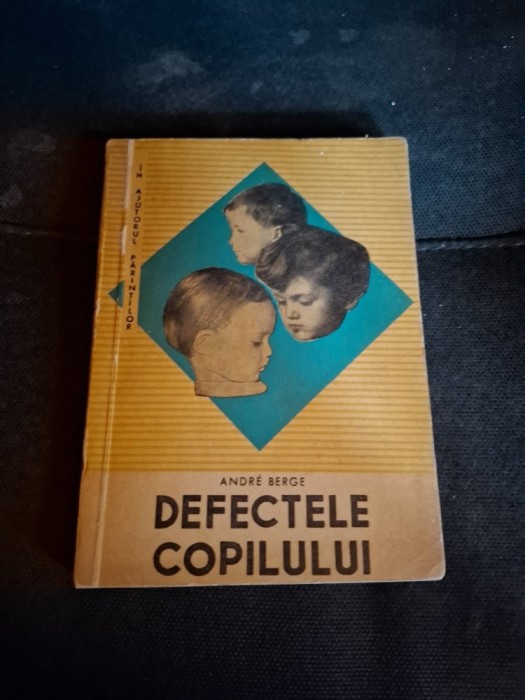 ÎN AJUTORUL PĂRINȚILOR
ANDRÉ BERGE
DEFECTELE
COPILULUI